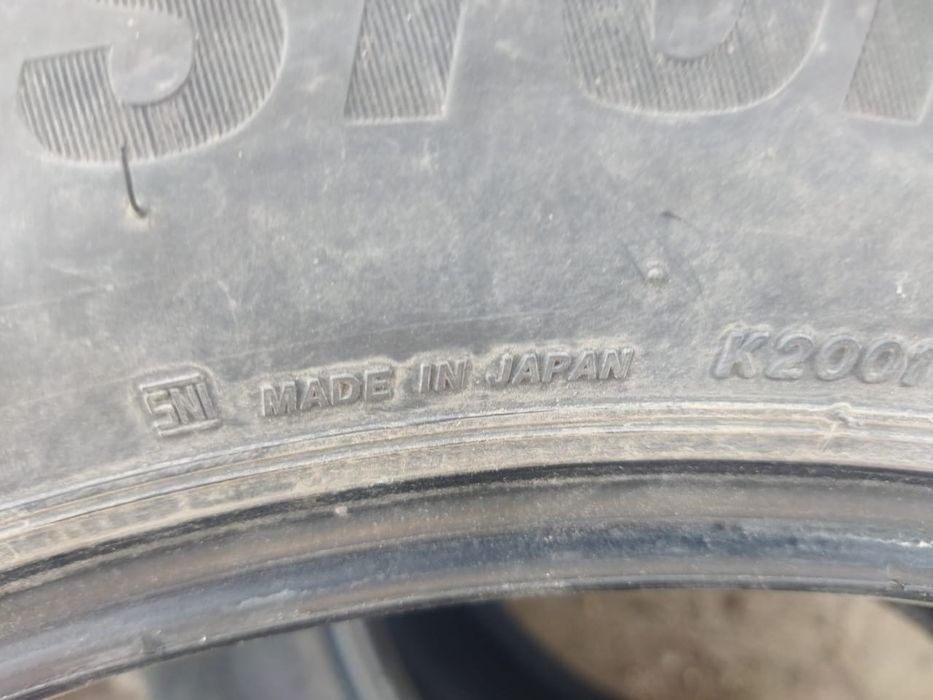 SNI MADE IN JAPAN K2001